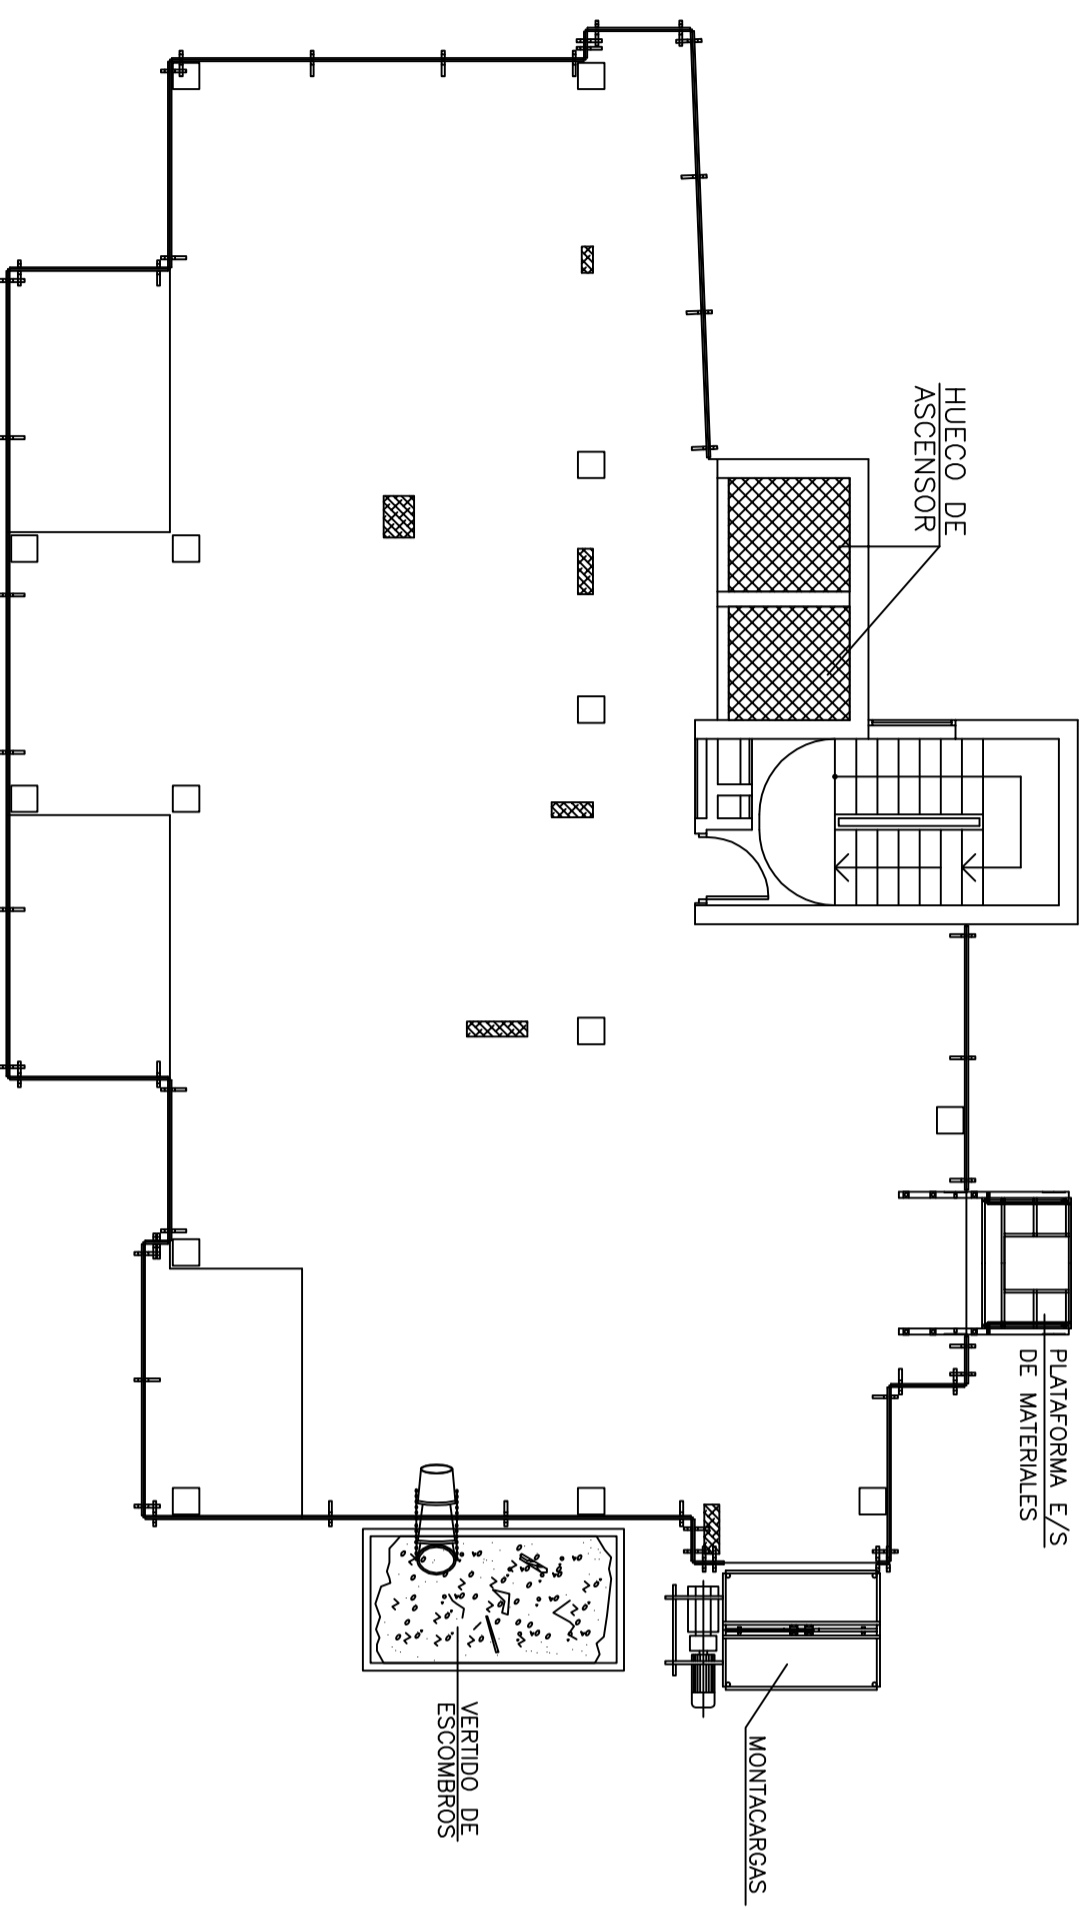 HUECO DE
ASCENSOR
PLATAFORMA E/S
DE MATERIALES
MONTACARGAS
VERTIDO DE
ESCOMBROS